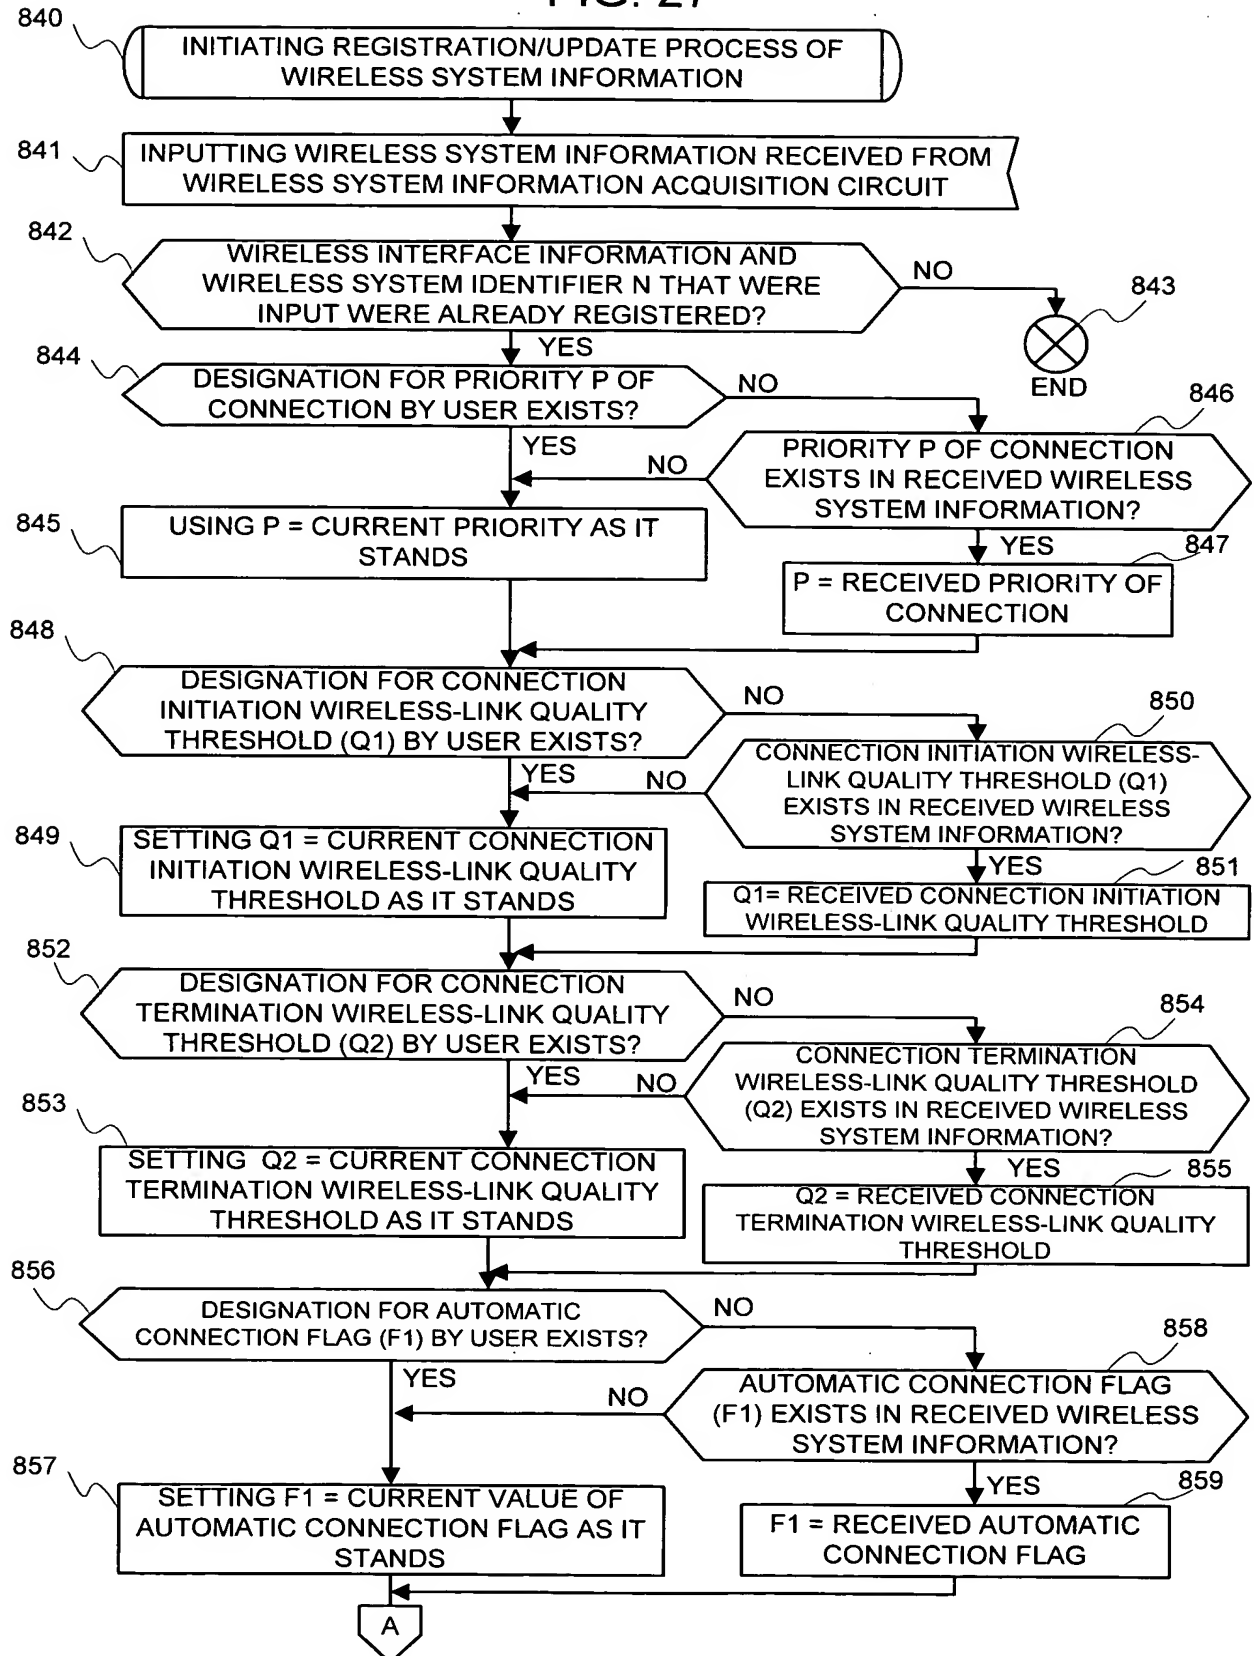 FIG. 27
840
INITIATING REGISTRATION/UPDATE PROCESS OF
WIRELESS SYSTEM INFORMATION
841
INPUTTING WIRELESS SYSTEM INFORMATION RECEIVED FROM
WIRELESS SYSTEM INFORMATION ACQUISITION CIRCUIT
842
WIRELESS INTERFACE INFORMATION AND
WIRELESS SYSTEM IDENTIFIER N THAT WERE
INPUT WERE ALREADY REGISTERED?
NO
843
END
YES
844
DESIGNATION FOR PRIORITY P OF
CONNECTION BY USER EXISTS?
NO
846
PRIORITY P OF CONNECTION
EXISTS IN RECEIVED WIRELESS
SYSTEM INFORMATION?
YES
NO
845
USING P = CURRENT PRIORITY AS IT
STANDS
YES
847
P = RECEIVED PRIORITY OF
CONNECTION
848
DESIGNATION FOR CONNECTION
INITIATION WIRELESS-LINK QUALITY
THRESHOLD (Q1) BY USER EXISTS?
NO
850
CONNECTION INITIATION WIRELESS-
LINK QUALITY THRESHOLD (Q1)
EXISTS IN RECEIVED WIRELESS
SYSTEM INFORMATION?
YES
NO
849
SETTING Q1 = CURRENT CONNECTION
INITIATION WIRELESS-LINK QUALITY
THRESHOLD AS IT STANDS
YES
851
Q1= RECEIVED CONNECTION INITIATION
WIRELESS-LINK QUALITY THRESHOLD
852
DESIGNATION FOR CONNECTION
TERMINATION WIRELESS-LINK QUALITY
THRESHOLD (Q2) BY USER EXISTS?
NO
854
CONNECTION TERMINATION
WIRELESS-LINK QUALITY THRESHOLD
(Q2) EXISTS IN RECEIVED WIRELESS
SYSTEM INFORMATION?
YES
NO
853
SETTING Q2 = CURRENT CONNECTION
TERMINATION WIRELESS-LINK QUALITY
THRESHOLD AS IT STANDS
YES
855
Q2 = RECEIVED CONNECTION
TERMINATION WIRELESS-LINK QUALITY
THRESHOLD
856
DESIGNATION FOR AUTOMATIC
CONNECTION FLAG (F1) BY USER EXISTS?
NO
858
AUTOMATIC CONNECTION FLAG
(F1) EXISTS IN RECEIVED WIRELESS
SYSTEM INFORMATION?
YES
NO
857
SETTING F1 = CURRENT VALUE OF
AUTOMATIC CONNECTION FLAG AS IT
STANDS
YES
859
F1 = RECEIVED AUTOMATIC
CONNECTION FLAG
A